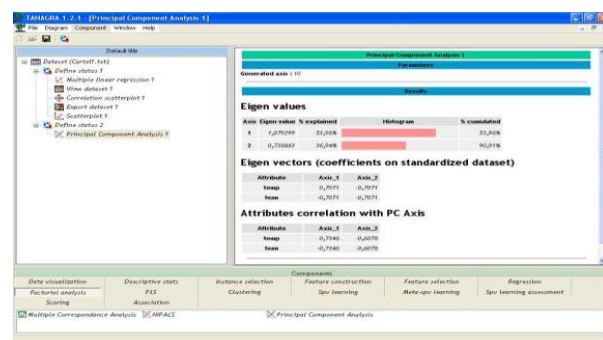 TANAGRA 1.2.1 - [Principal Component Analysis 1]
File Diagram Component Window Help
Default title
Dataset (Cartoll.txt)
Define status 1
Multiple linear regression 1
View dataset 1
Correlation scatterplot 1
Export dataset 1
Scatterplot 1
Define status 2
Principal Component Analysis 1
Principal Component Analysis 1
Parameters
Generated axis : 10
Results
Eigen values
Axis Eigen value % explained Histogram % cumulated
1 1,079299 53,96% 53,96%
2 36,94% 90,91%
Eigen vectors (coefficients on standardized dataset)
Attribute Axis_1 Axis_2
temp 0,7071 -0,7071
hum -0,7071 -0,7071
Attributes correlation with PC Axis
Attribute Axis_1 Axis_2
temp 0,7346 -0,6078
hum -0,7346 -0,6078
Components
Data visualization Descriptive stats Instance selection Feature construction Feature selection Regression
Factorial analysis PLS Clustering Spv learning Meta-spv learning Spv learning assessment
Scoring Association
Multiple Correspondance Analysis NIPALS Principal Component Analysis